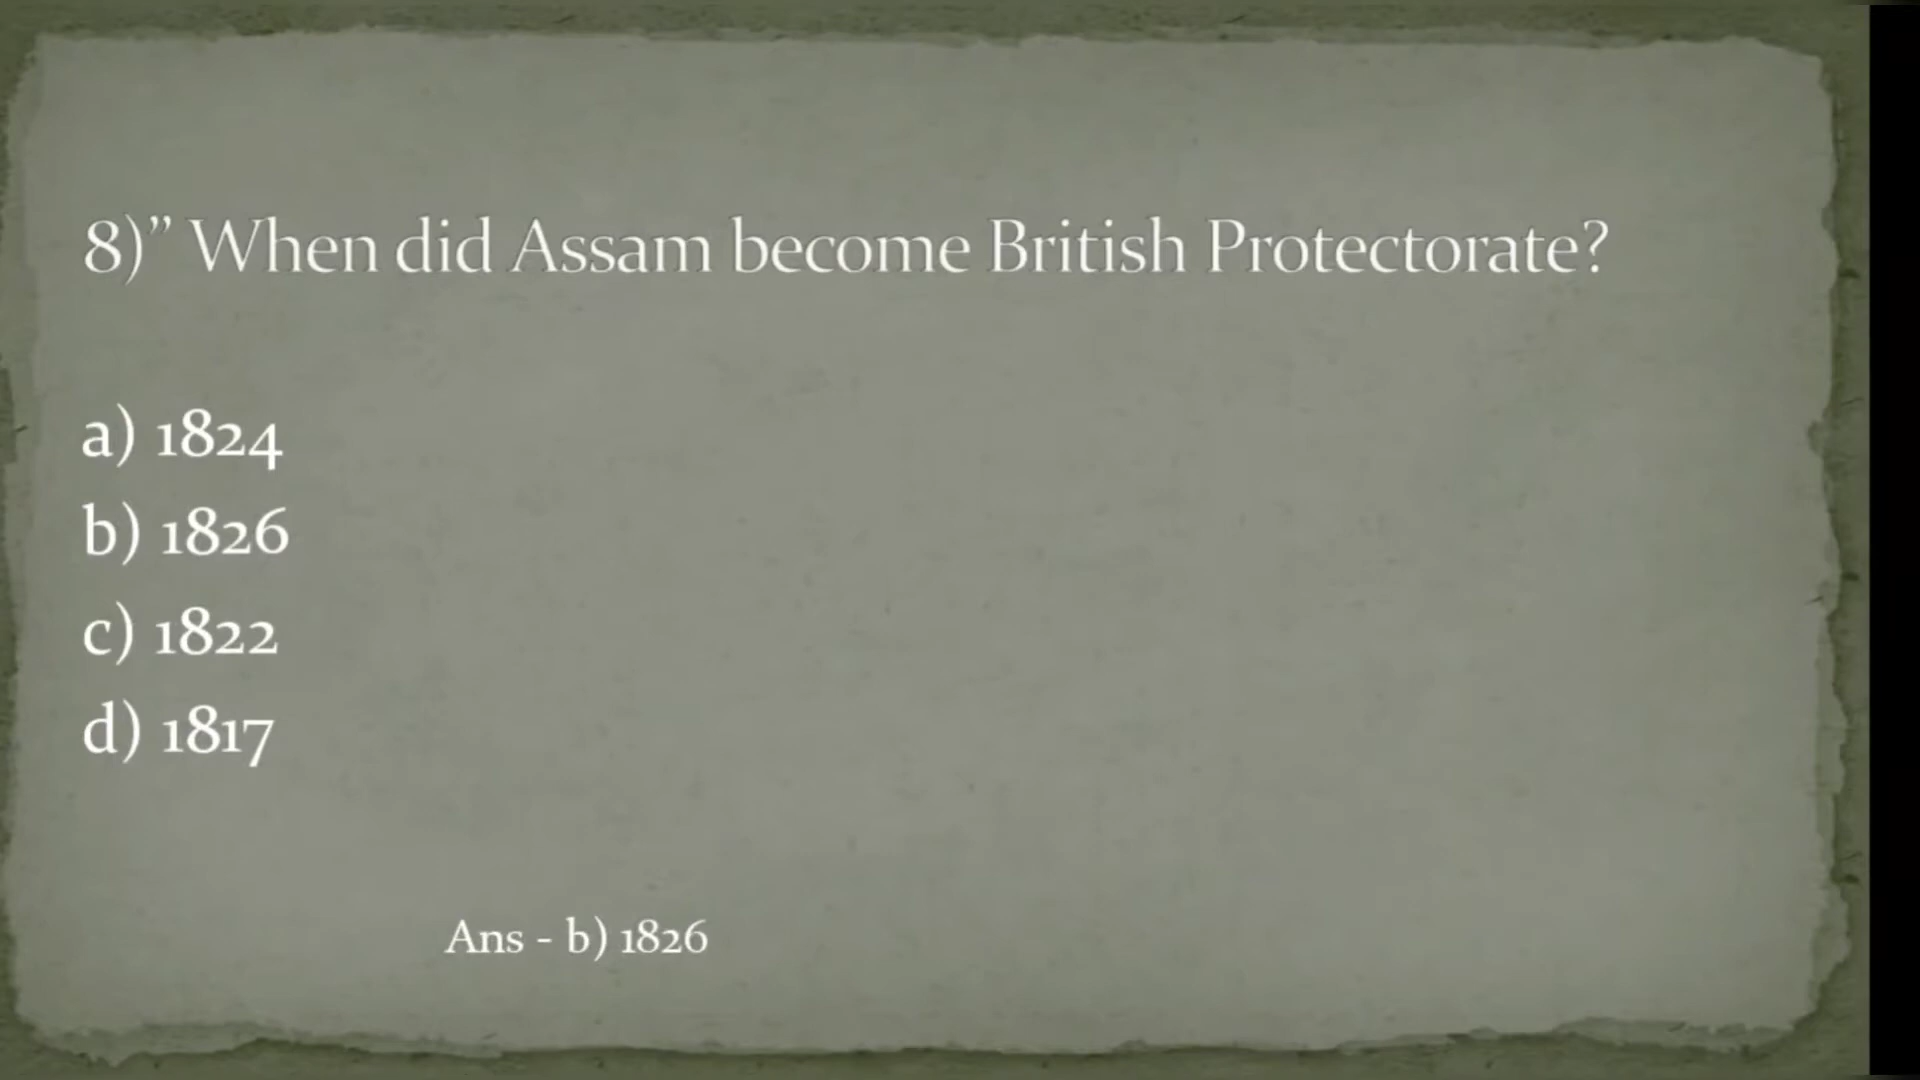 8)” When did Assam become British Protectorate?
a) 1824
b) 1826
c) 1822
d) 1817
Ans - b) 1826